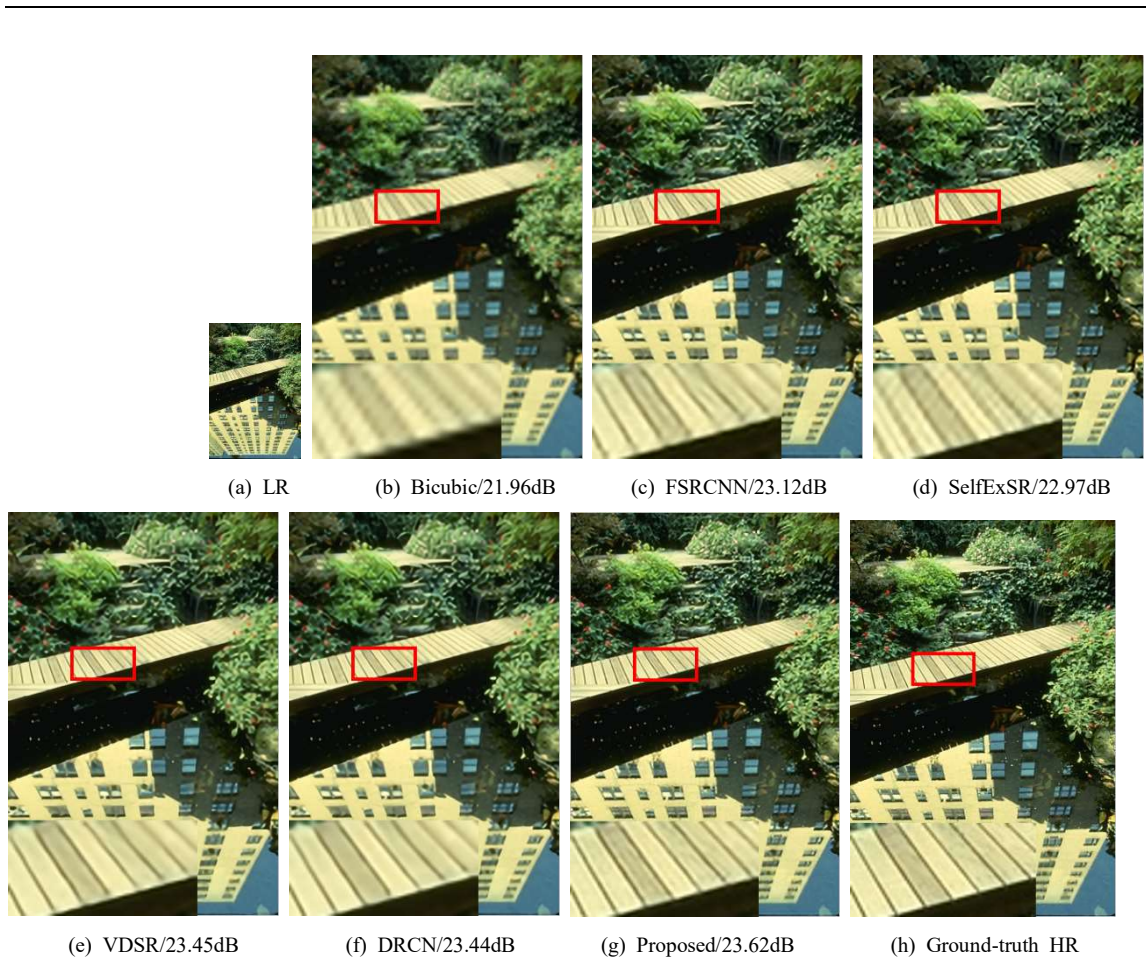 (a) LR
(b) Bicubic/21.96dB
(c) FSRCNN/23.12dB
(d) SelfExSR/22.97dB
(e) VDSR/23.45dB
(f) DRCN/23.44dB
(g) Proposed/23.62dB
(h) Ground-truth HR